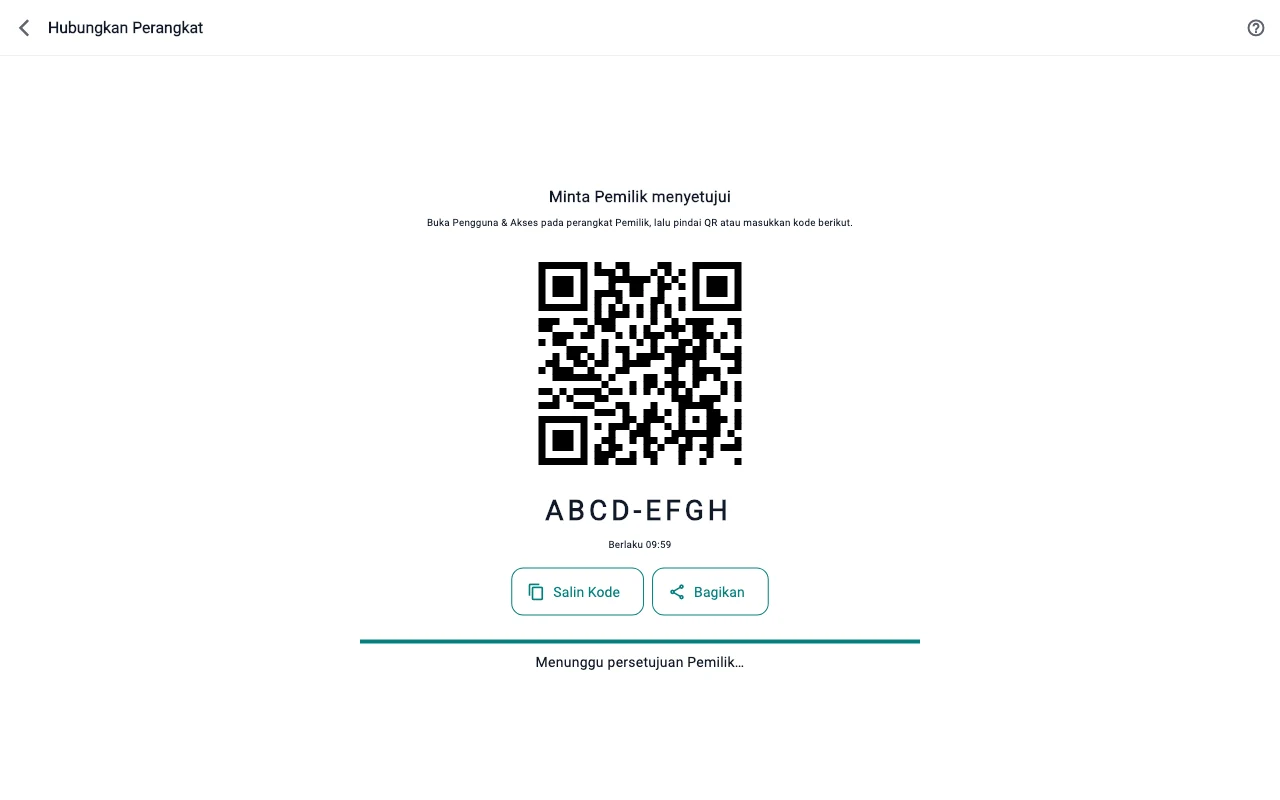 Hubungkan Perangkat
Minta Pemilik menyetujui
Buka Pengguna & Akses pada perangkat Pemilik, lalu pindai QR atau masukkan kode berikut.
ABCD-EFGH
Berlaku 09:59
Salin Kode
Bagikan
Menunggu persetujuan Pemilik…